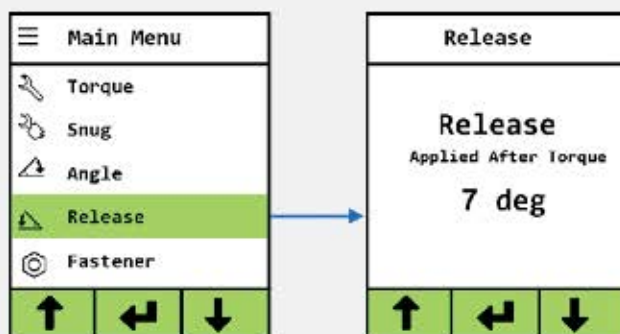 Main Menu
Torque
Snug
Angle
Release
Fastener
Release
Release
Applied After Torque
7 deg